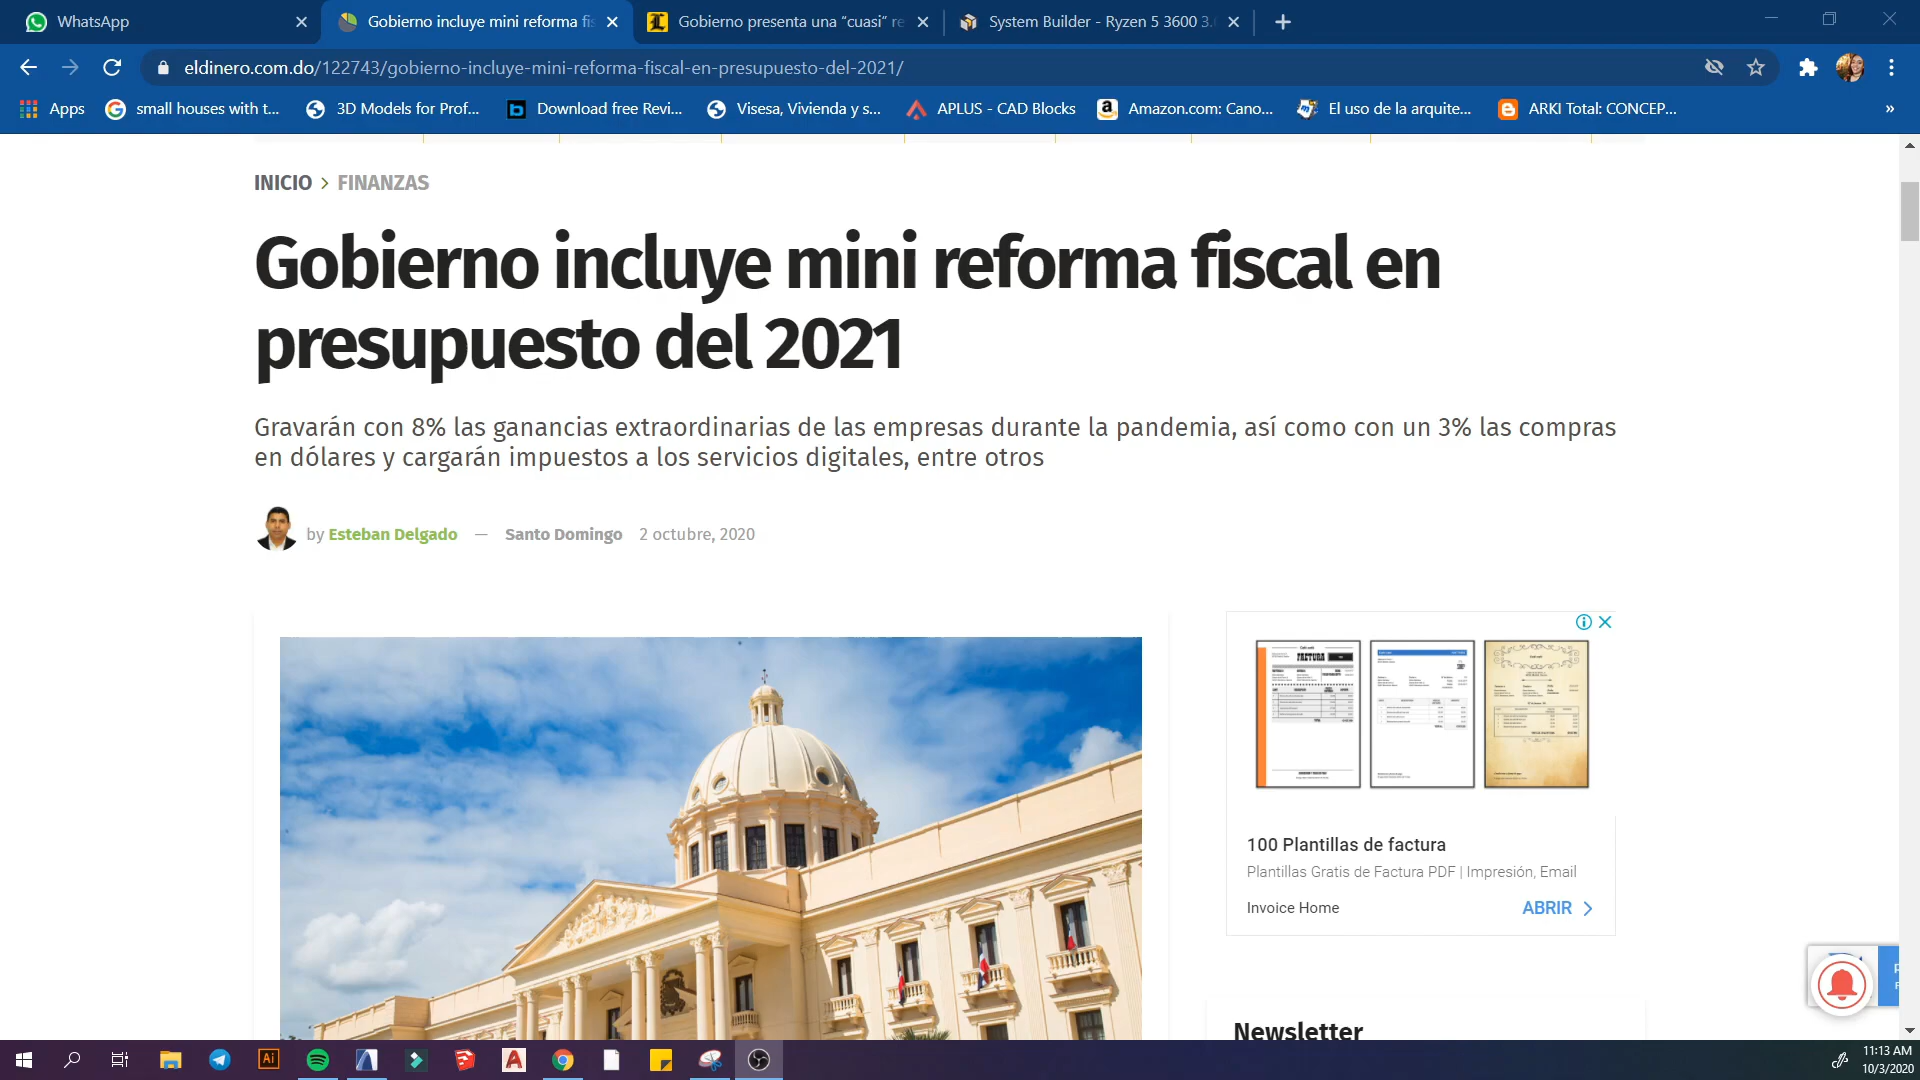 WhatsApp
Gobierno incluye mini reforma fis
Gobierno presenta una “cuasi” re
System Builder - Ryzen 5 3600 3.
eldinero.com.do/122743/gobierno-incluye-mini-reforma-fiscal-en-presupuesto-del-2021/
Apps
small houses with t...
3D Models for Prof...
Download free Revi...
Visesa, Vivienda y s...
APLUS - CAD Blocks
Amazon.com: Cano...
El uso de la arquite...
ARKI Total: CONCEP...
»
INICIO > FINANZAS
Gobierno incluye mini reforma fiscal en
presupuesto del 2021
Gravarán con 8% las ganancias extraordinarias de las empresas durante la pandemia, así como con un 3% las compras
en dólares y cargarán impuestos a los servicios digitales, entre otros
by Esteban Delgado — Santo Domingo 2 octubre, 2020
FACTURA
100 Plantillas de factura
Plantillas Gratis de Factura PDF | Impresión, Email
Invoice Home
ABRIR
Newsletter
Ai
11:13 AM
10/3/2020